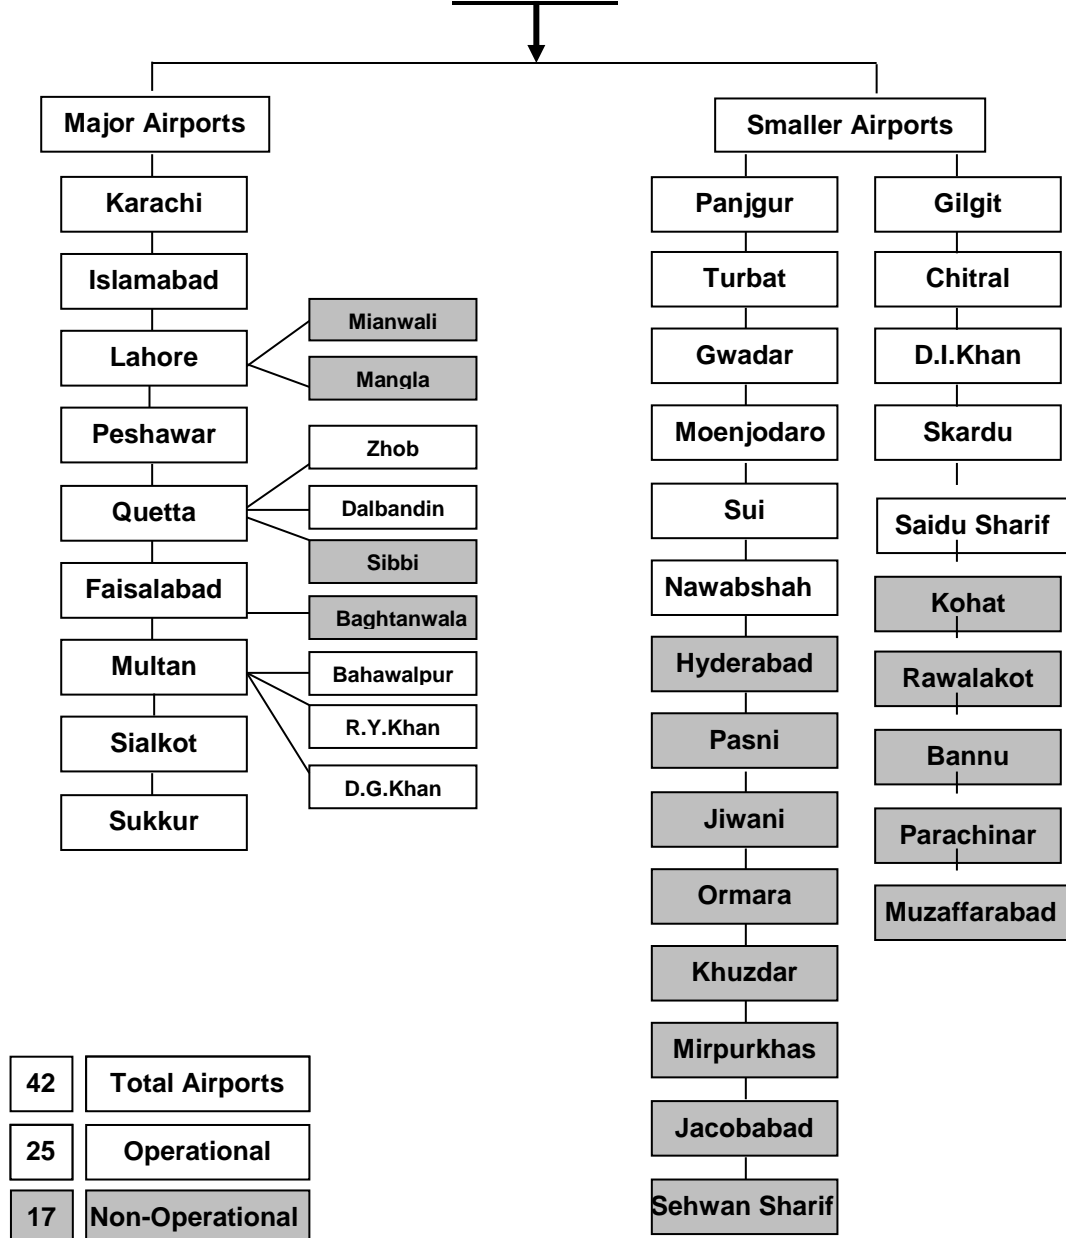 Major Airports
Karachi
Islamabad
Lahore
Peshawar
Quetta
Faisalabad
Multan
Sialkot
Sukkur
Mianwali
Mangla
Zhob
Dalbandin
Sibbi
Baghtanwala
Bahawalpur
R.Y.Khan
D.G.Khan
Smaller Airports
Panjgur
Turbat
Gwadar
Moenjodaro
Sui
Nawabshah
Hyderabad
Pasni
Jiwani
Ormara
Khuzdar
Mirpurkhas
Jacobabad
Sehwan Sharif
Gilgit
Chitral
D.I.Khan
Skardu
Saidu Sharif
Kohat
Rawalakot
Bannu
Parachinar
Muzaffarabad
42 Total Airports
25 Operational
17 Non-Operational